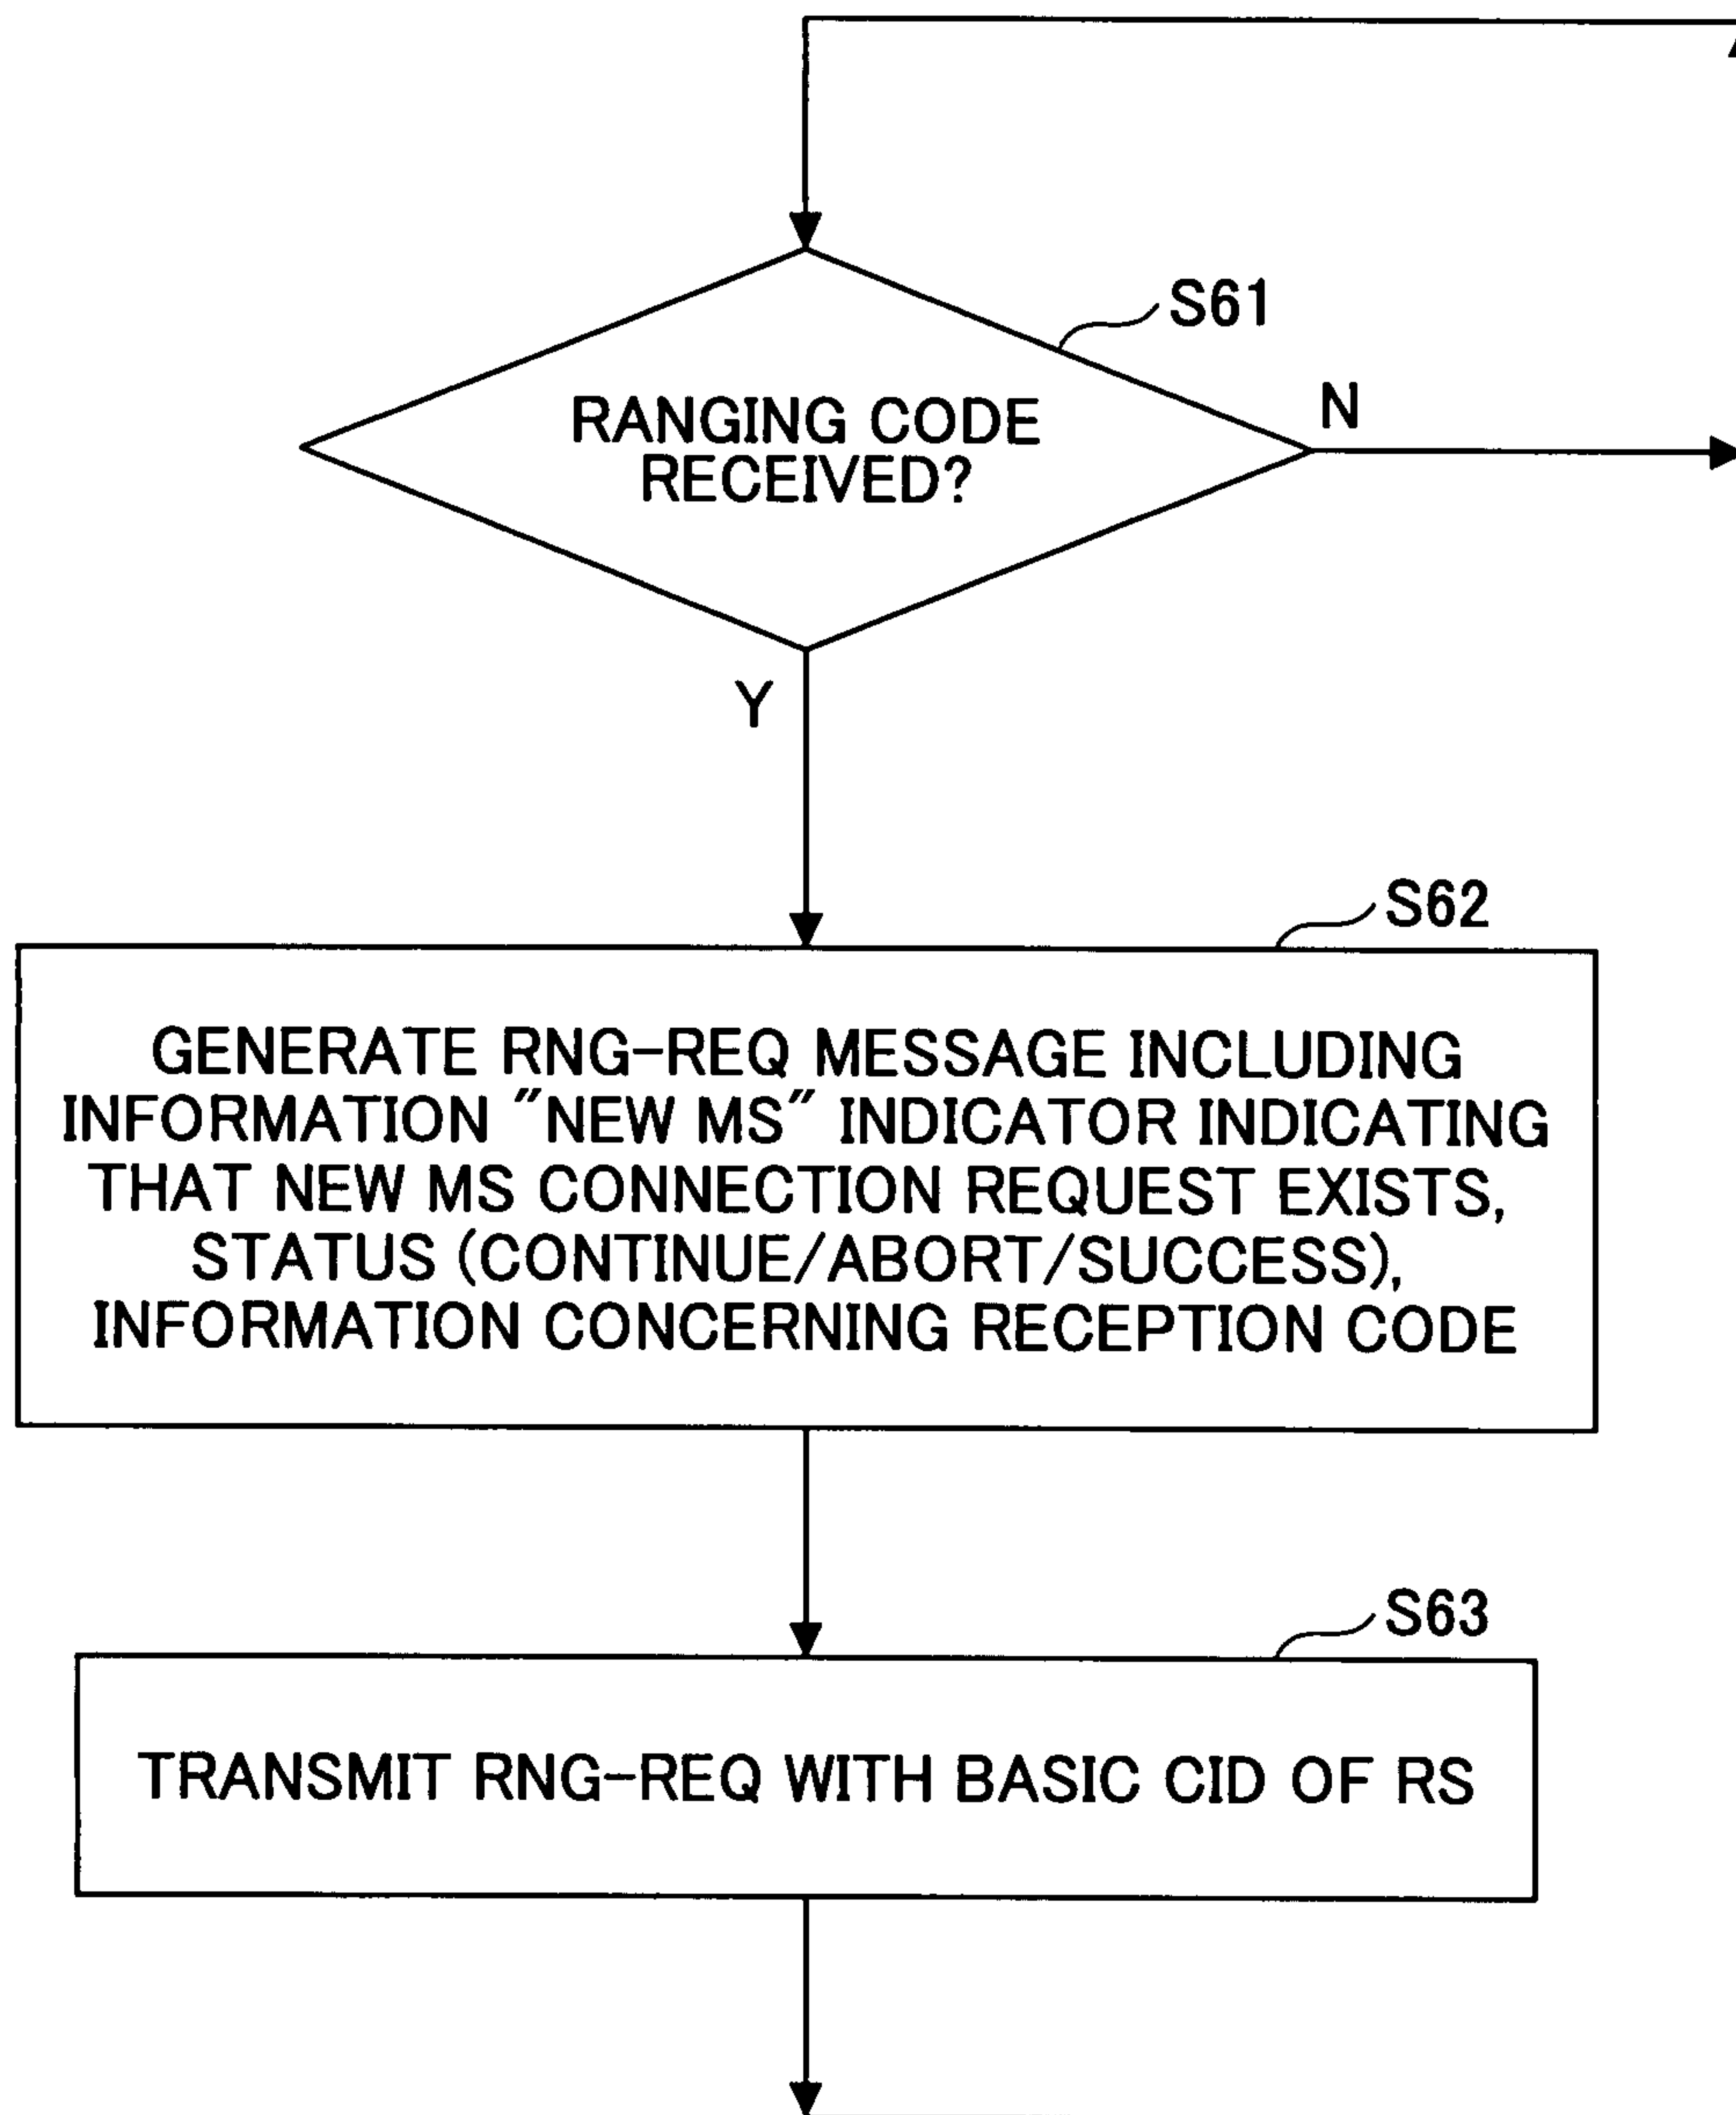 S61
RANGING CODE
RECEIVED?
N
Y
S62
GENERATE RNG-REQ MESSAGE INCLUDING
INFORMATION "NEW MS" INDICATOR INDICATING
THAT NEW MS CONNECTION REQUEST EXISTS,
STATUS (CONTINUE/ABORT/SUCCESS),
INFORMATION CONCERNING RECEPTION CODE
S63
TRANSMIT RNG-REQ WITH BASIC CID OF RS